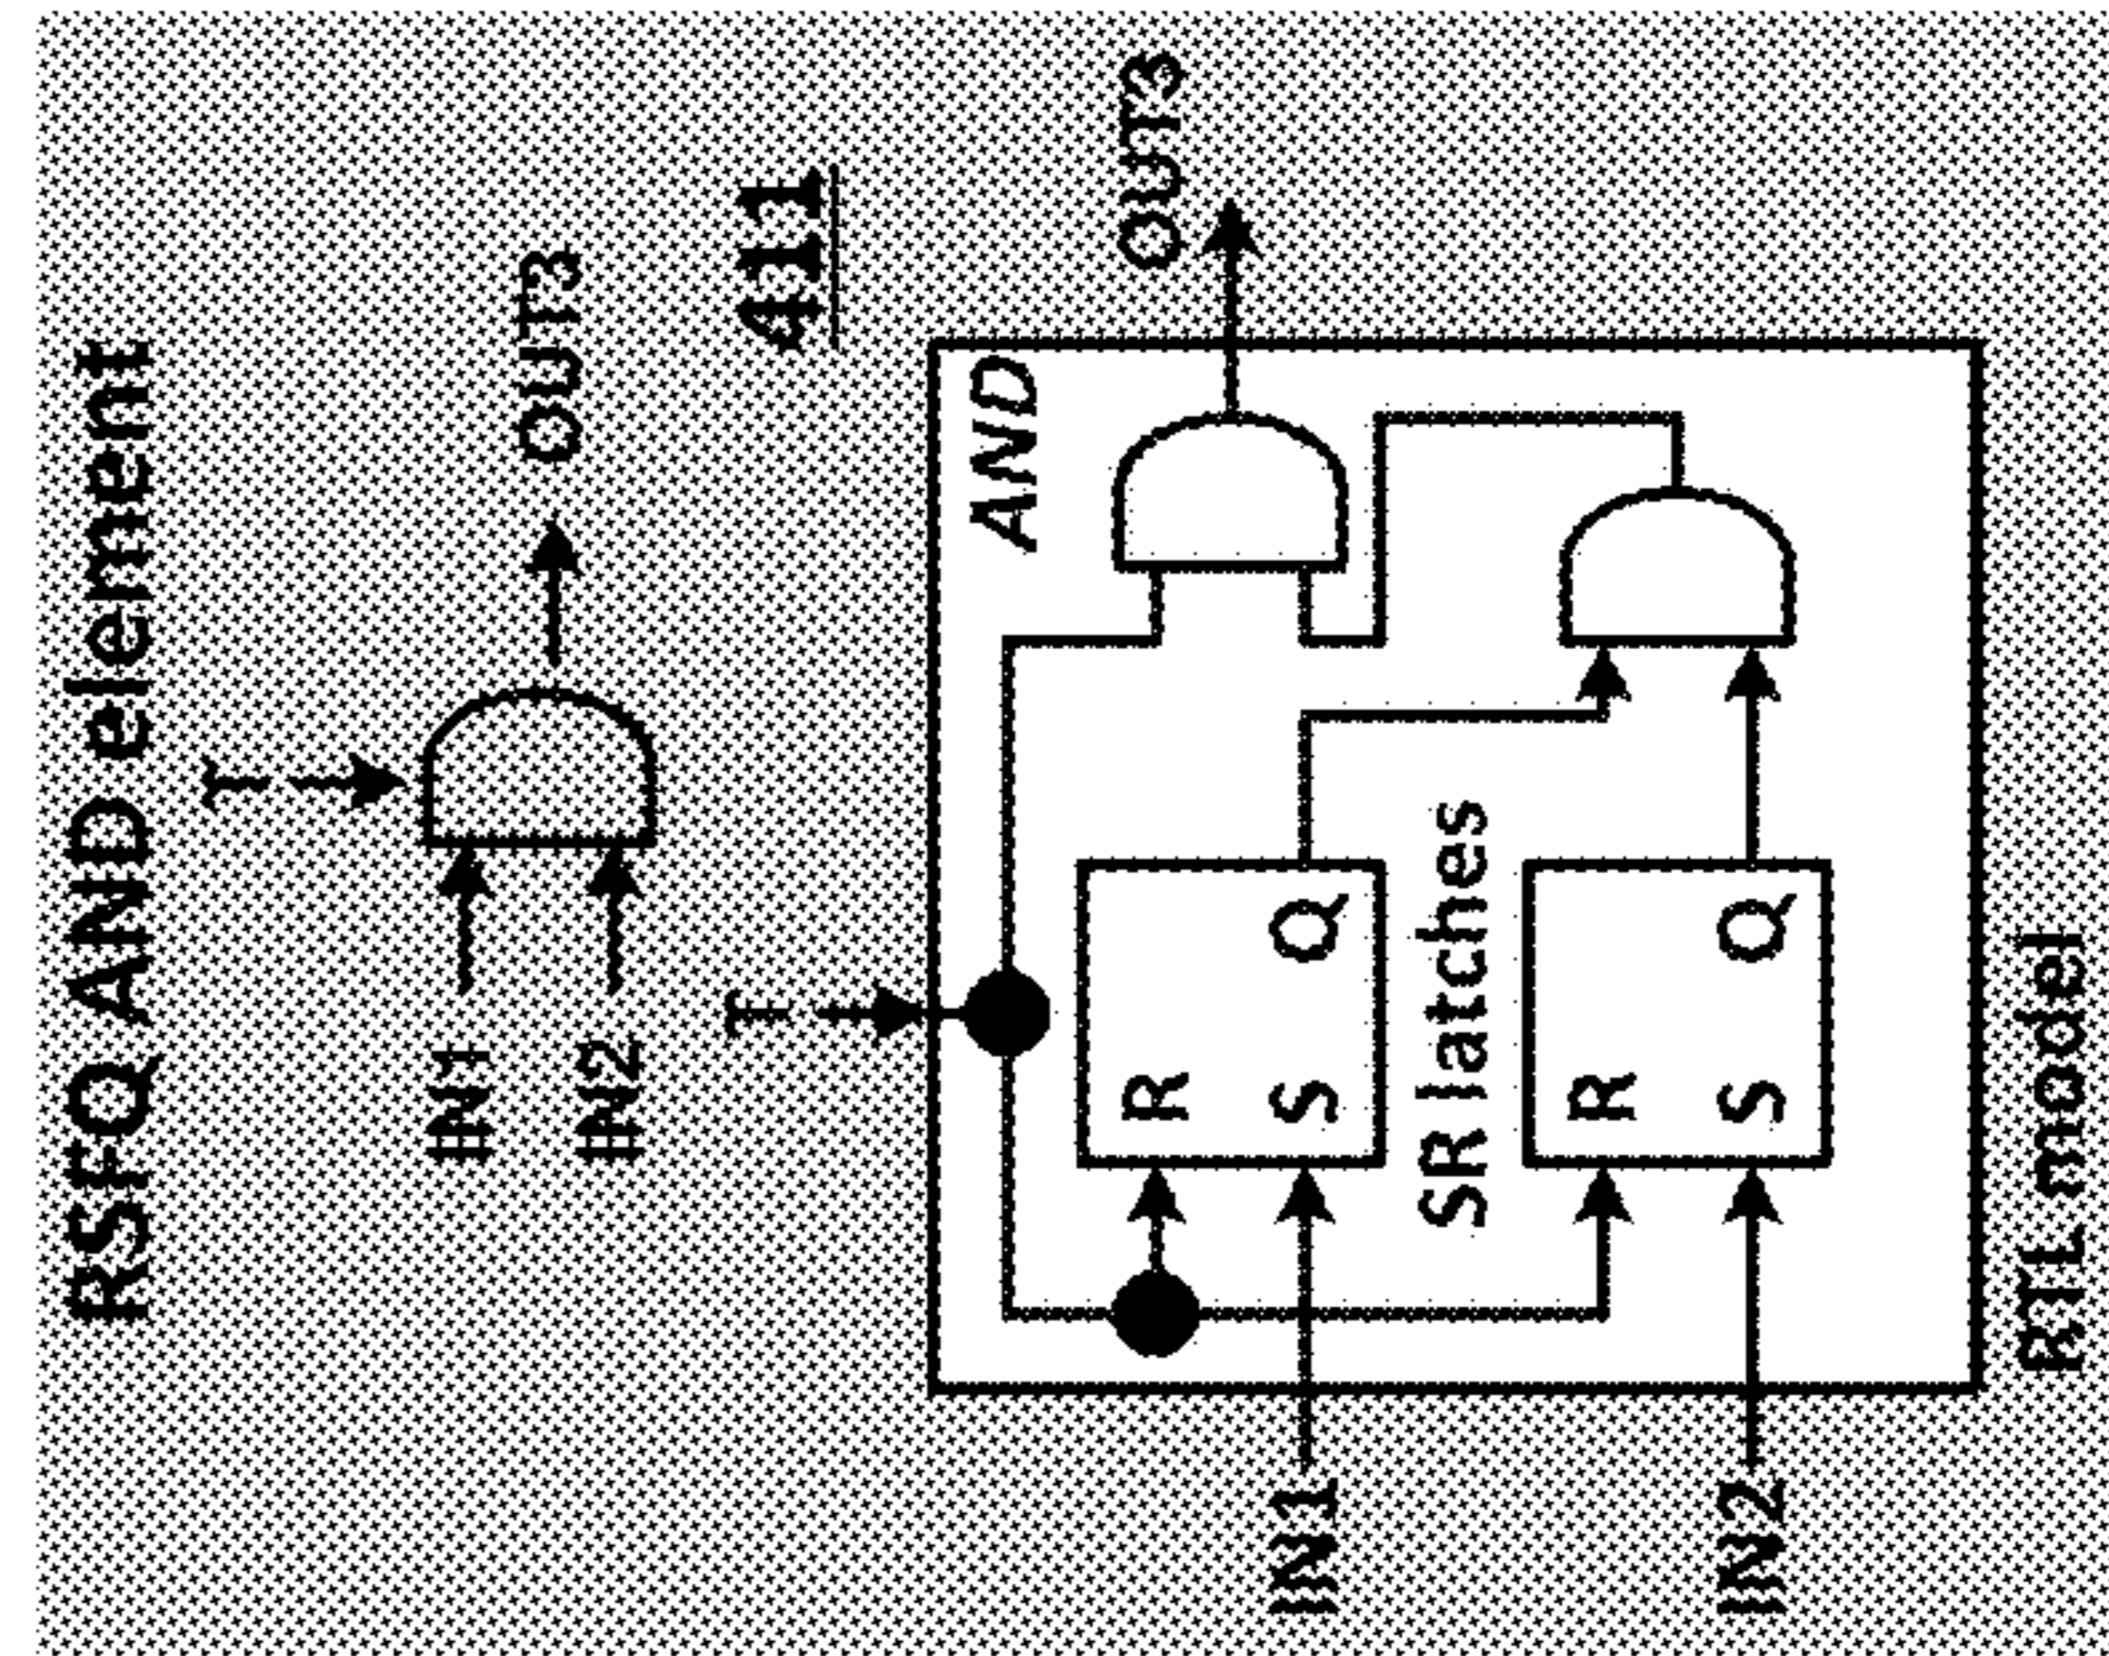 RSFQ AND element
T
IN1
IN2
OUT3
411
T
AND
IN1
R
S
Q
OUT3
SR latches
IN2
R
S
Q
RTL model